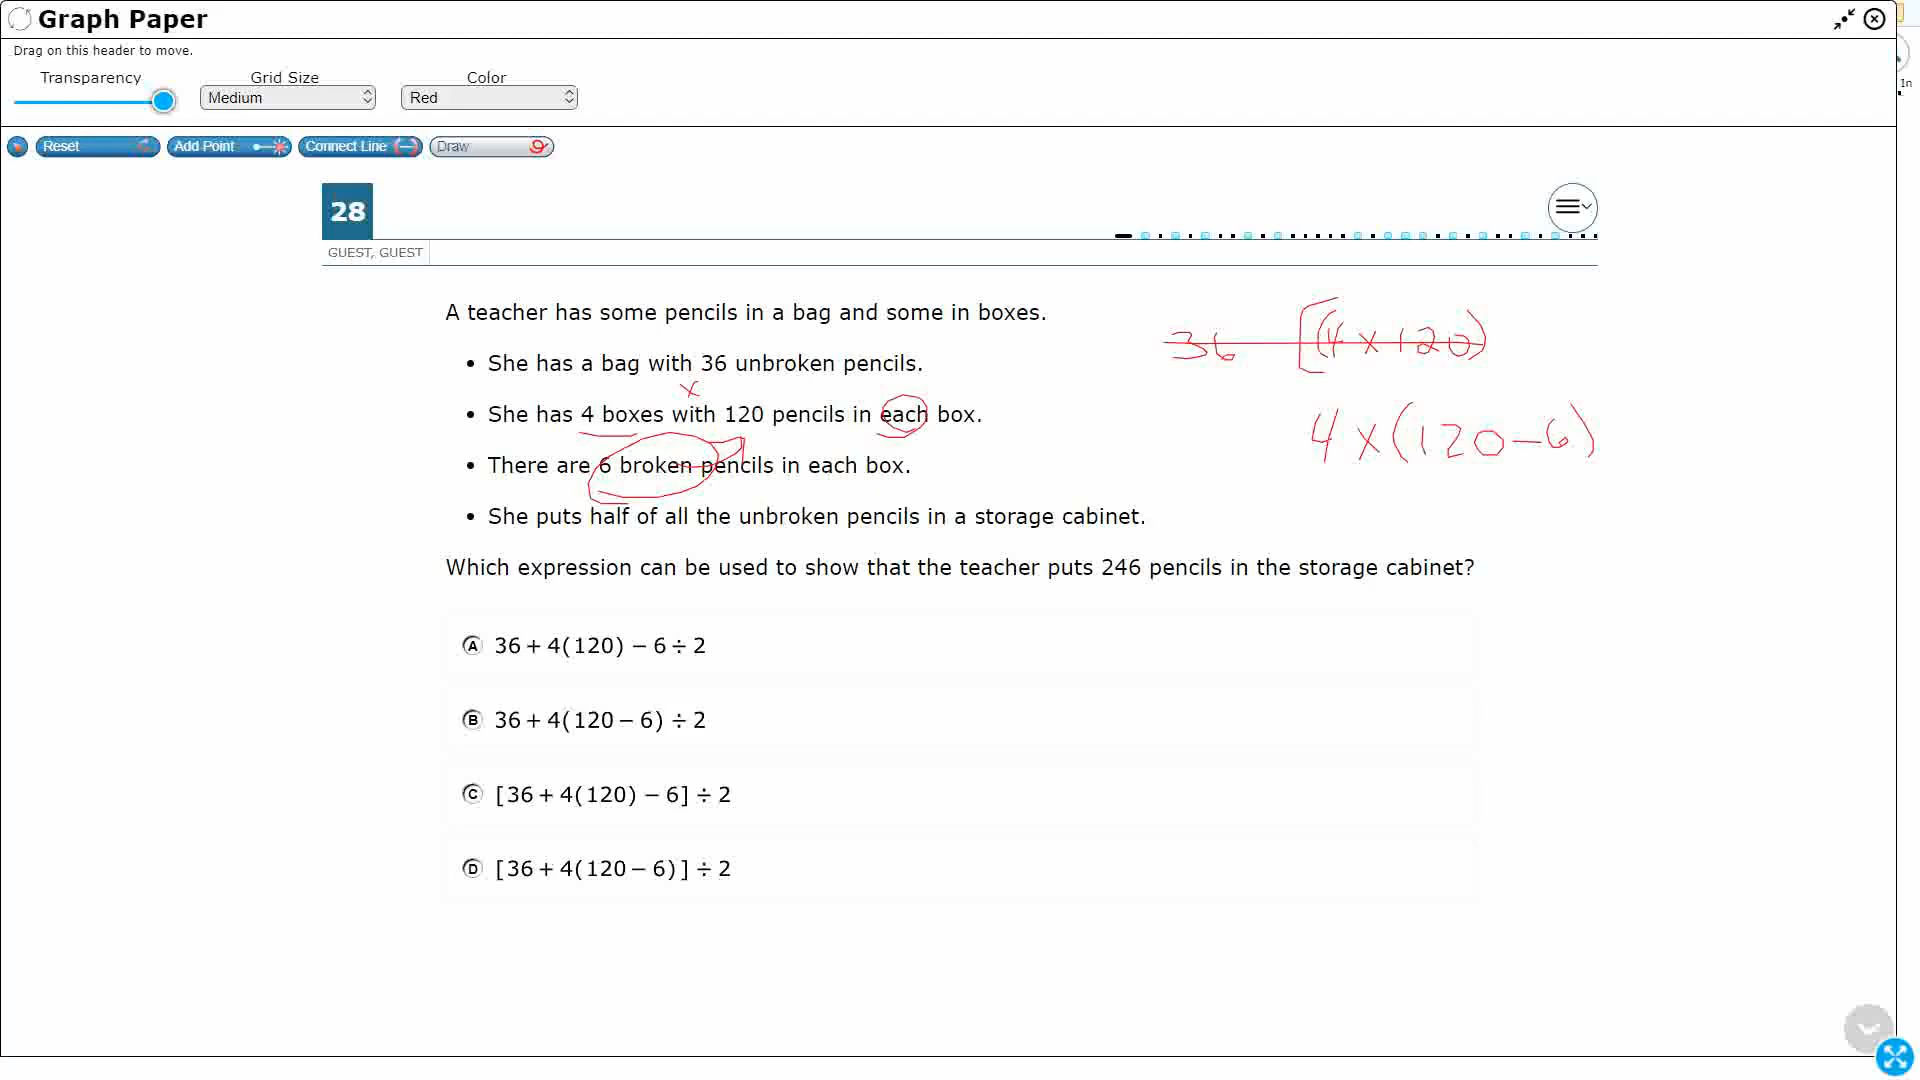 Graph Paper
Drag on this header to move.
Transparency Grid Size Color
Medium Red
Reset Add Point Connect Line Draw
28
GUEST, GUEST
A teacher has some pencils in a bag and some in boxes.
36 [(4 x 120)
• She has a bag with 36 unbroken pencils.
x
• She has 4 boxes with 120 pencils in each box.
4 x (120 - 6)
• There are 6 broken pencils in each box.
• She puts half of all the unbroken pencils in a storage cabinet.
Which expression can be used to show that the teacher puts 246 pencils in the storage cabinet?
A 36 + 4(120) − 6 ÷ 2
B 36 + 4(120 − 6) ÷ 2
C [36 + 4(120) − 6] ÷ 2
D [36 + 4(120 − 6)] ÷ 2